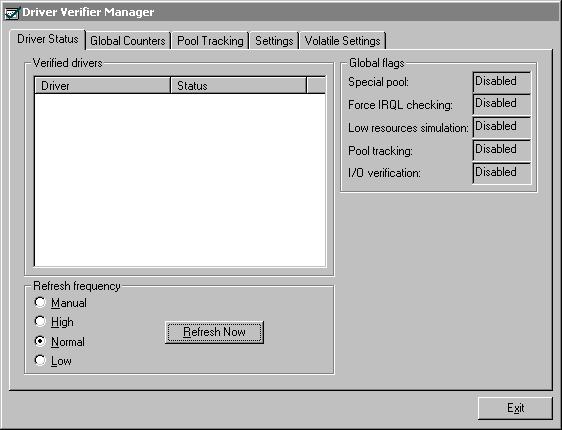 Driver Verifier Manager
Driver Status Global Counters Pool Tracking Settings Volatile Settings
Verified drivers
Driver Status
Global flags
Special pool: Disabled
Force IRQL checking: Disabled
Low resources simulation: Disabled
Pool tracking: Disabled
I/O verification: Disabled
Refresh frequency
Manual
High
Normal
Low
Refresh Now
Exit